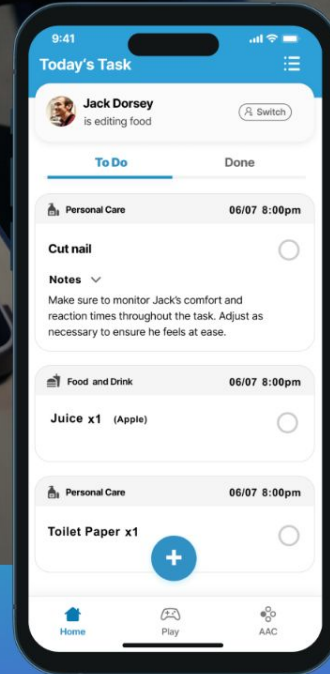 9:41
Today's Task
Jack Dorsey
is editing food
Switch
To Do
Done
Personal Care
06/07 8:00pm
Cut nail
Notes
Make sure to monitor Jack's comfort and
reaction times throughout the task. Adjust as
necessary to ensure he feels at ease.
Food and Drink
06/07 8:00pm
Juice x1 (Apple)
Personal Care
06/07 8:00pm
Toilet Paper x1
+
Home
Play
AAC